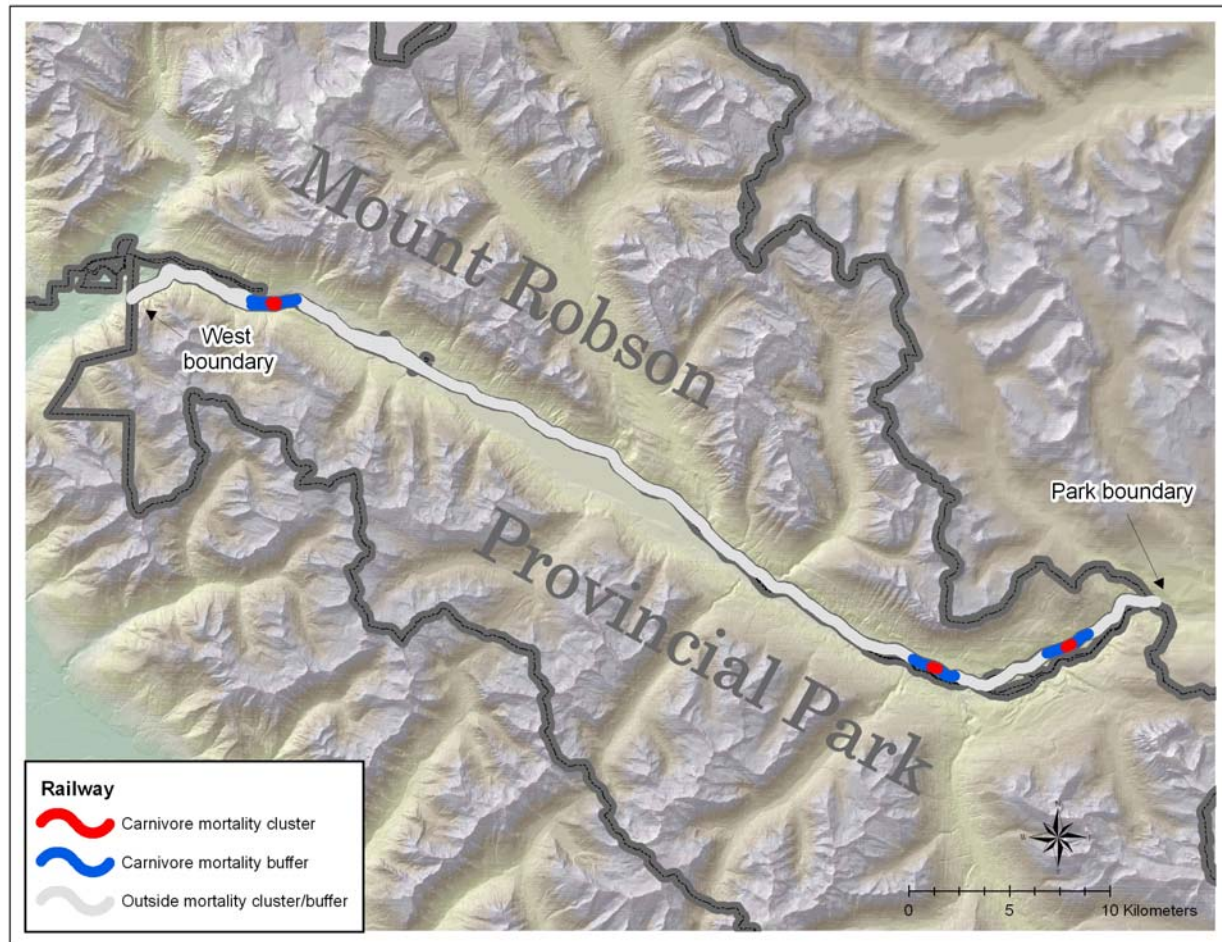 Mount Robson
West
boundary
Park boundary
Provincial Park
Railway
Carnivore mortality cluster
Carnivore mortality buffer
Outside mortality cluster/buffer
0 5 10 Kilometers